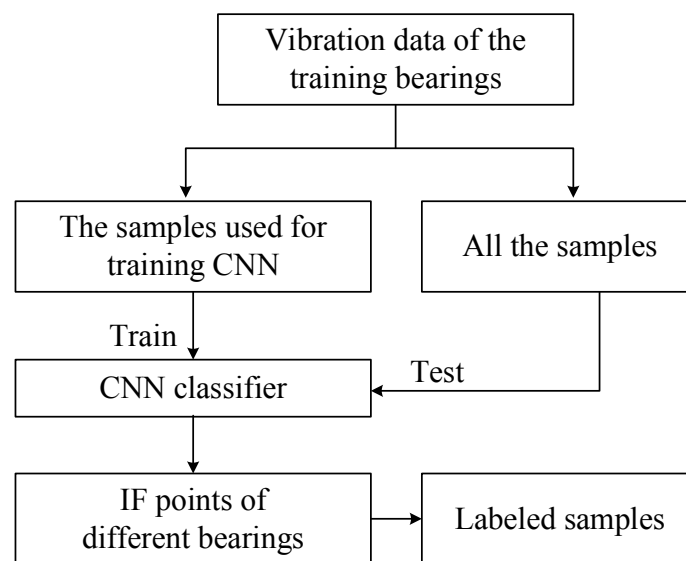 Vibration data of the
training bearings
The samples used for
training CNN
All the samples
Train
Test
CNN classifier
IF points of
different bearings
Labeled samples